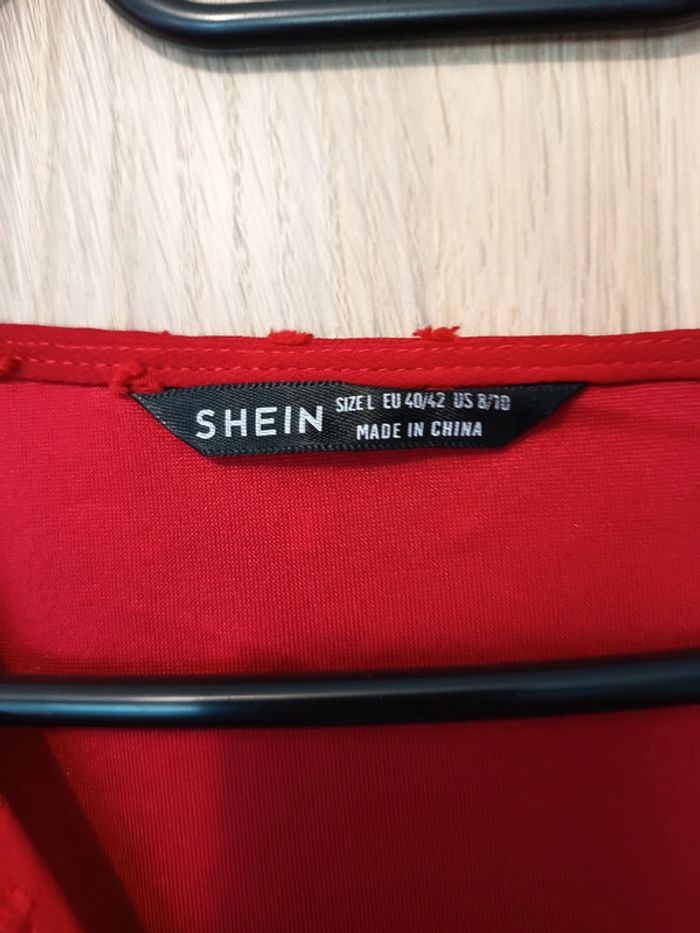 SHEIN
SIZE L EU 40/42 US 8/10
MADE IN CHINA